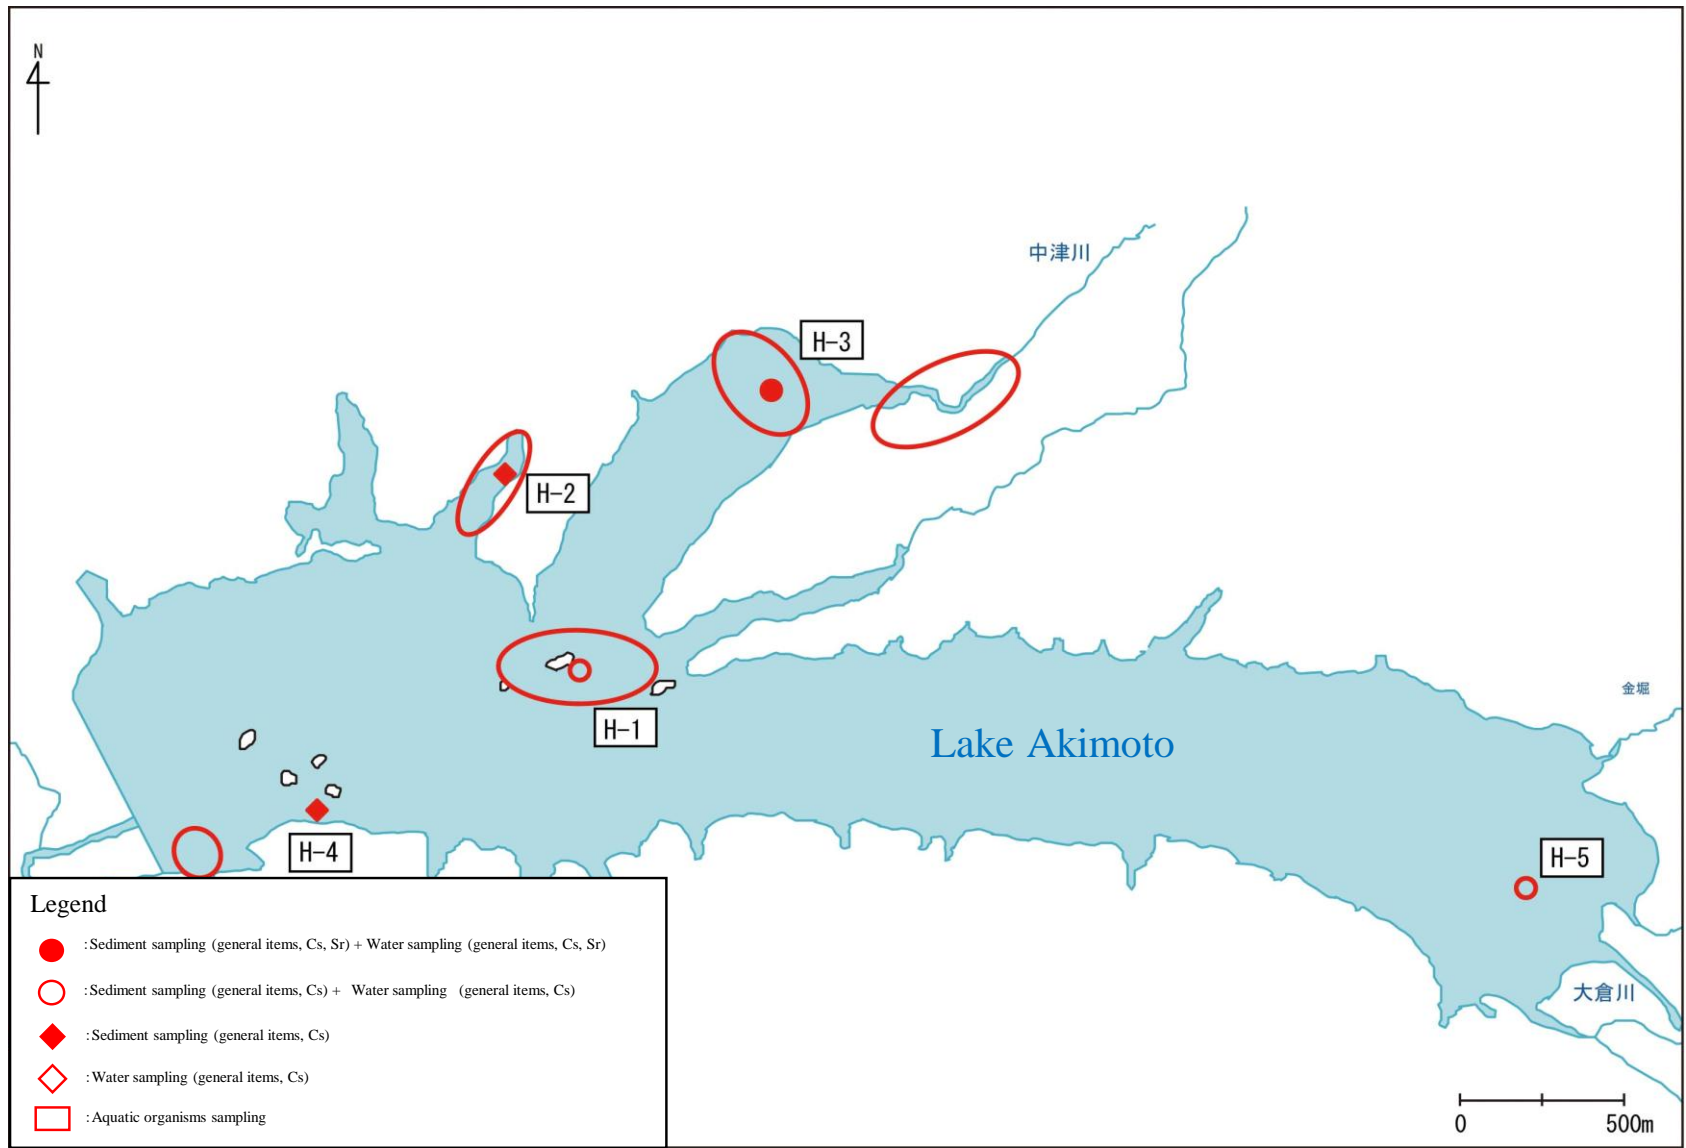 N
中津川
H-3
H-2
金堀
H-1
Lake Akimoto
H-4
H-5
大倉川
Legend
:Sediment sampling (general items, Cs, Sr) + Water sampling (general items, Cs, Sr)
:Sediment sampling (general items, Cs) + Water sampling (general items, Cs)
:Sediment sampling (general items, Cs)
:Water sampling (general items, Cs)
:Aquatic organisms sampling
0 500m